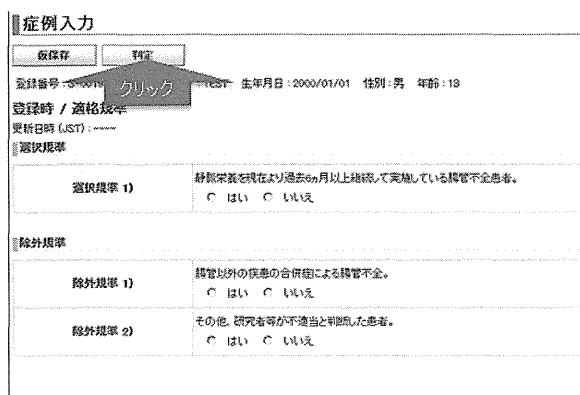 症例入力
仮保存 判定
クリック
登録番号:S-0019 TEST 生年月日:2000/01/01 性別:男 年齢:13
登録時 / 適格規準
更新日時 (JST) : ----
選択規準
選択規準 1) 静脈栄養を現在より過去6ヵ月以上継続して実施している腸管不全患者。
はい いいえ
除外規準
除外規準 1) 腸管以外の疾患の合併症による腸管不全。
はい いいえ
除外規準 2) その他、研究者等が不適当と判断した患者。
はい いいえ